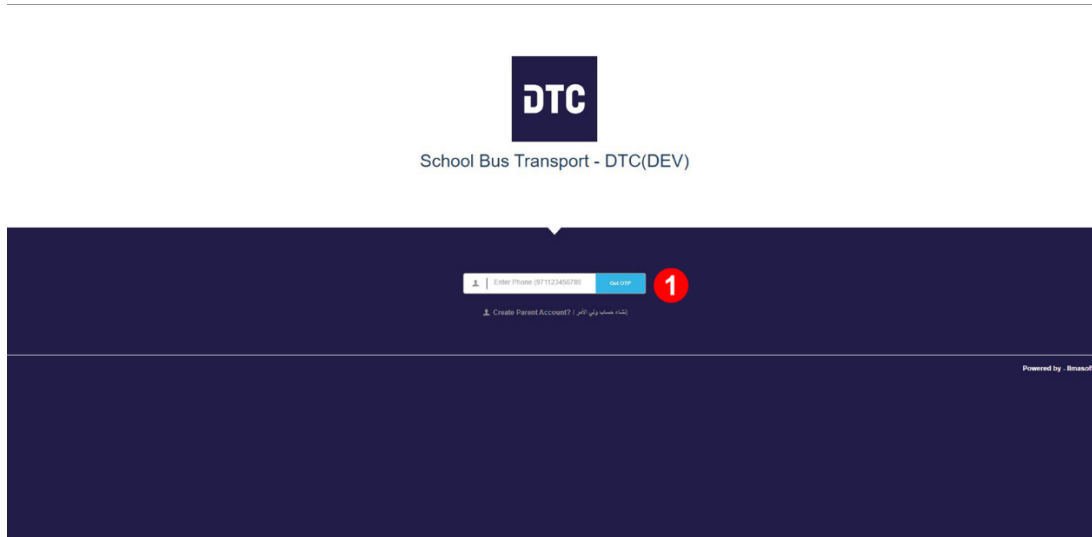 DTC
School Bus Transport - DTC(DEV)
Enter Phone (971123456789
Get OTP
1
Create Parent Account? / إنشاء حساب ولي الأمر
Powered by - Ilmasoft